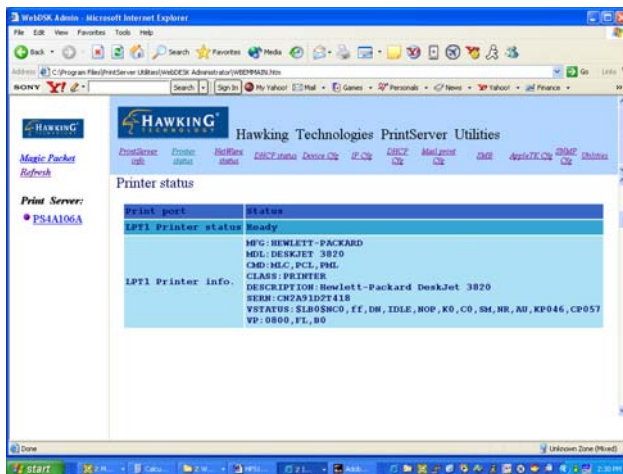 WebDSK Admin - Microsoft Internet Explorer
File Edit View Favorites Tools Help
Back Search Favorites Media
Address C:\Program Files\PrintServer Utilities\WebDESK Administrator\WBEMMAIN.htm Go Links
SONY Y! Search Sign In My Yahoo! Mail Games Personals News Yahoo! Finance
HAWKING
HAWKING TECHNOLOGY
Hawking Technologies PrintServer Utilities
Magic Packet
Refresh
PrintServer info
Printer status
NetWare status
DHCP status
Device Cfg
IP Cfg
DHCP Cfg
Mail print Cfg
SMB
AppleTK Cfg
SNMP Cfg
Utilities
Print Server:
PS4A106A
Printer status
Print port Status
LPT1 Printer status Ready
LPT1 Printer info.
MFG:HEWLETT-PACKARD
MDL:DESKJET 3820
CMD:MLC,PCL,PML
CLASS:PRINTER
DESCRIPTION:Hewlett-Packard DeskJet 3820
SERN:CN2A91D2T418
VSTATUS:$LB0$NC0,ff,DN,IDLE,NOP,K0,C0,SM,NR,AU,KP046,CP057
VP:0800,FL,B0
Done Unknown Zone (Mixed)
start 2:30 PM